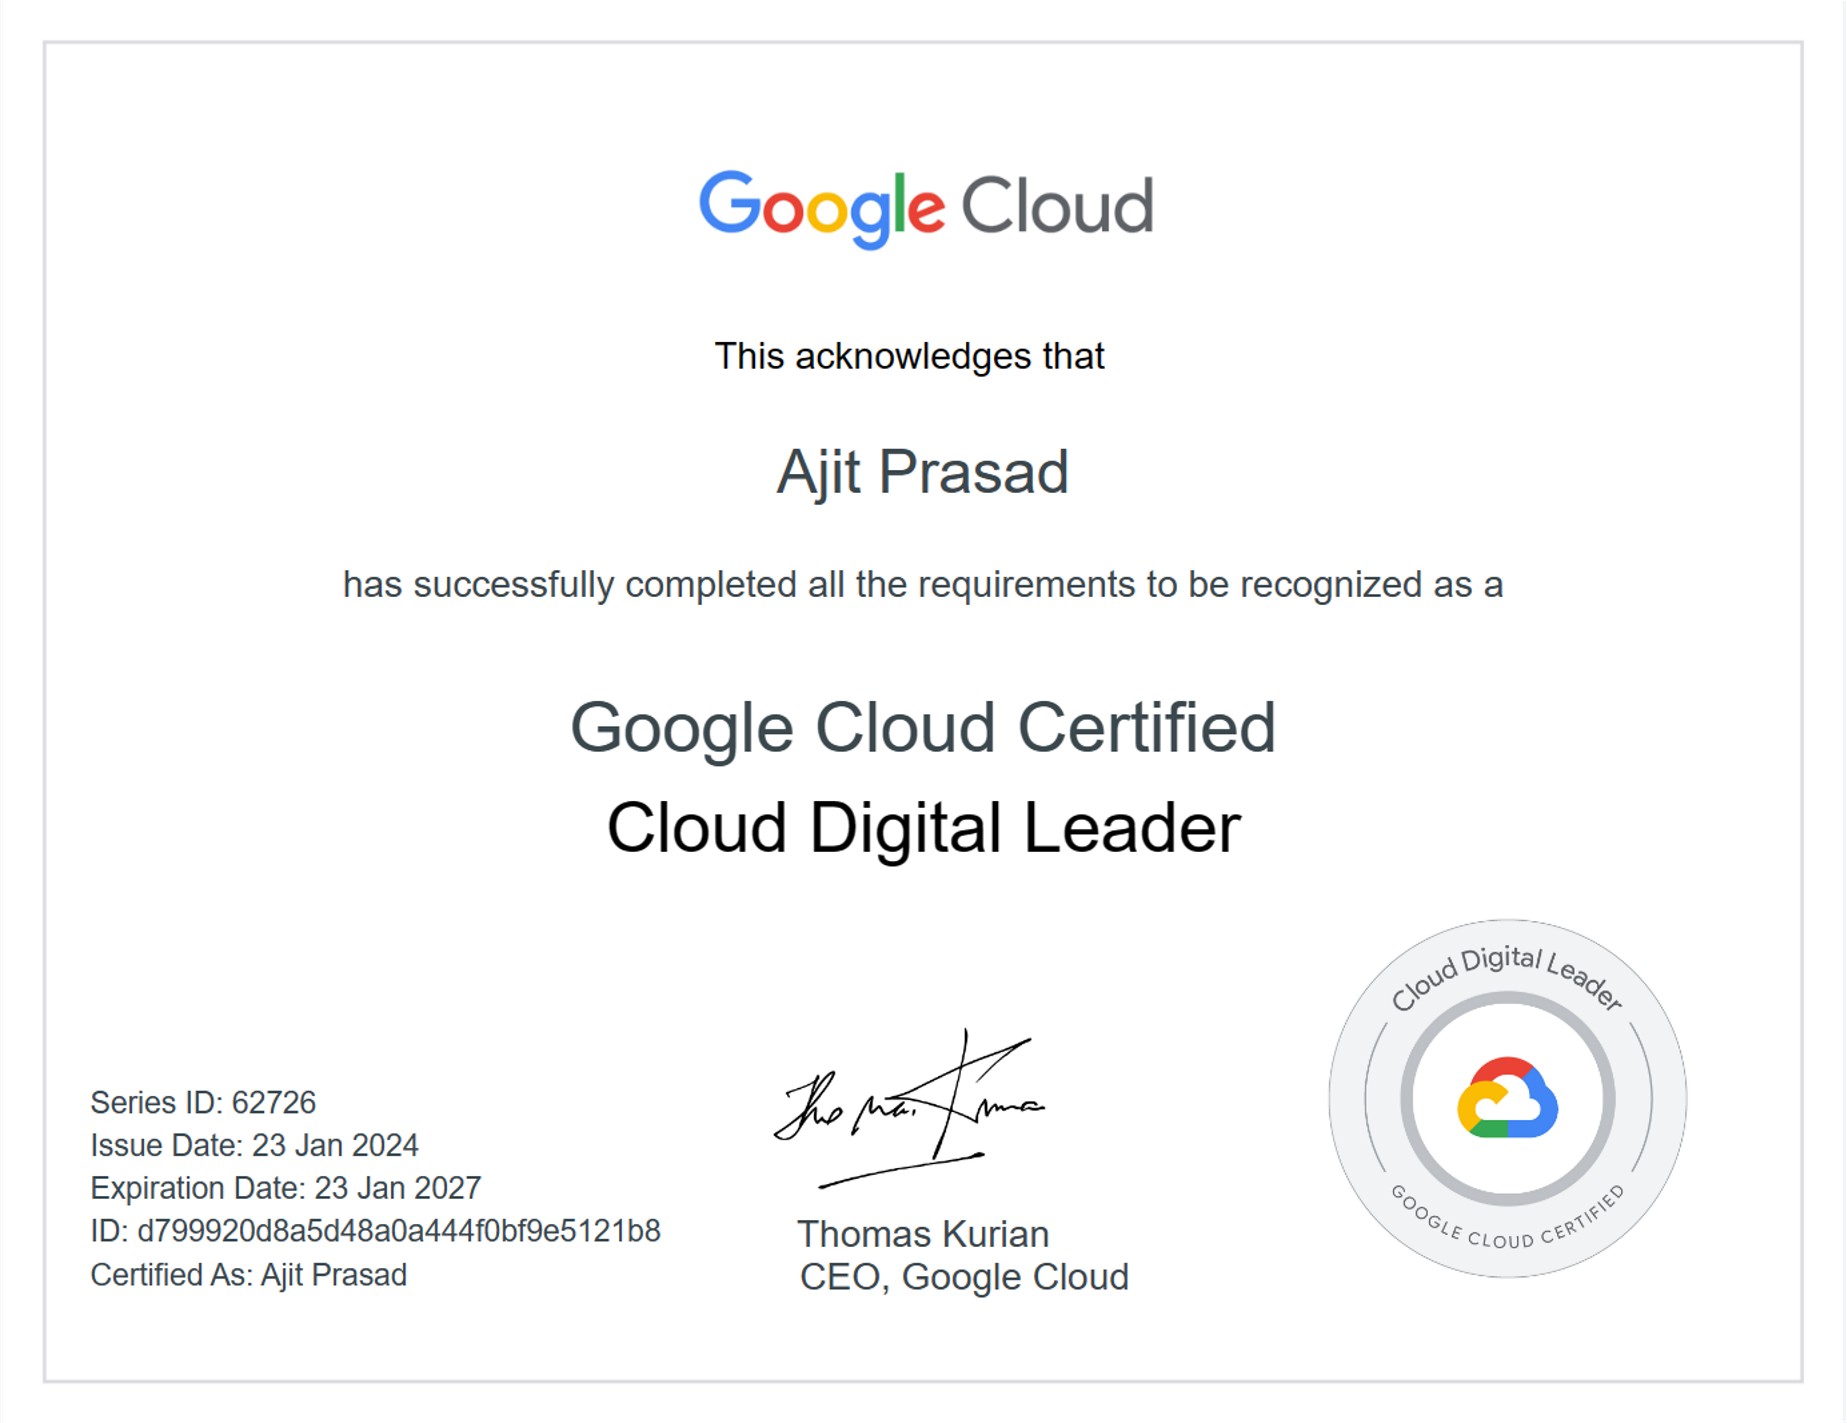 Google Cloud
This acknowledges that
Ajit Prasad
has successfully completed all the requirements to be recognized as a
Google Cloud Certified
Cloud Digital Leader
Series ID: 62726
Issue Date: 23 Jan 2024
Expiration Date: 23 Jan 2027
ID: d799920d8a5d48a0a444f0bf9e5121b8
Certified As: Ajit Prasad
Thomas Kurian
CEO, Google Cloud
Cloud Digital Leader
GOOGLE CLOUD CERTIFIED